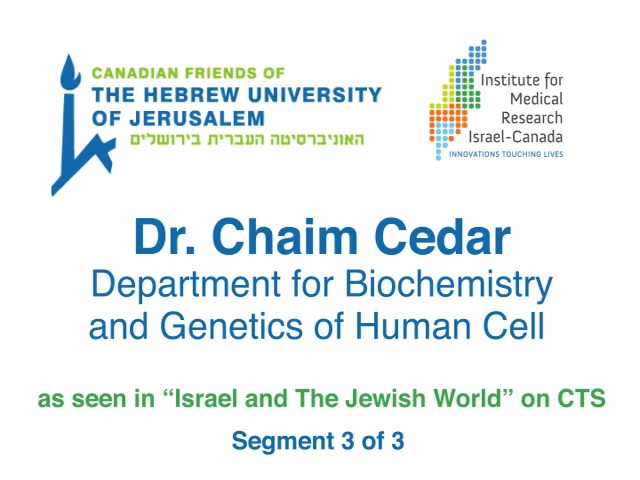 CANADIAN FRIENDS OF
THE HEBREW UNIVERSITY
OF JERUSALEM
האוניברסיטה העברית בירושלים
Institute for
Medical
Research
Israel-Canada
INNOVATIONS TOUCHING LIVES
Dr. Chaim Cedar
Department for Biochemistry
and Genetics of Human Cell
as seen in “Israel and The Jewish World” on CTS
Segment 3 of 3